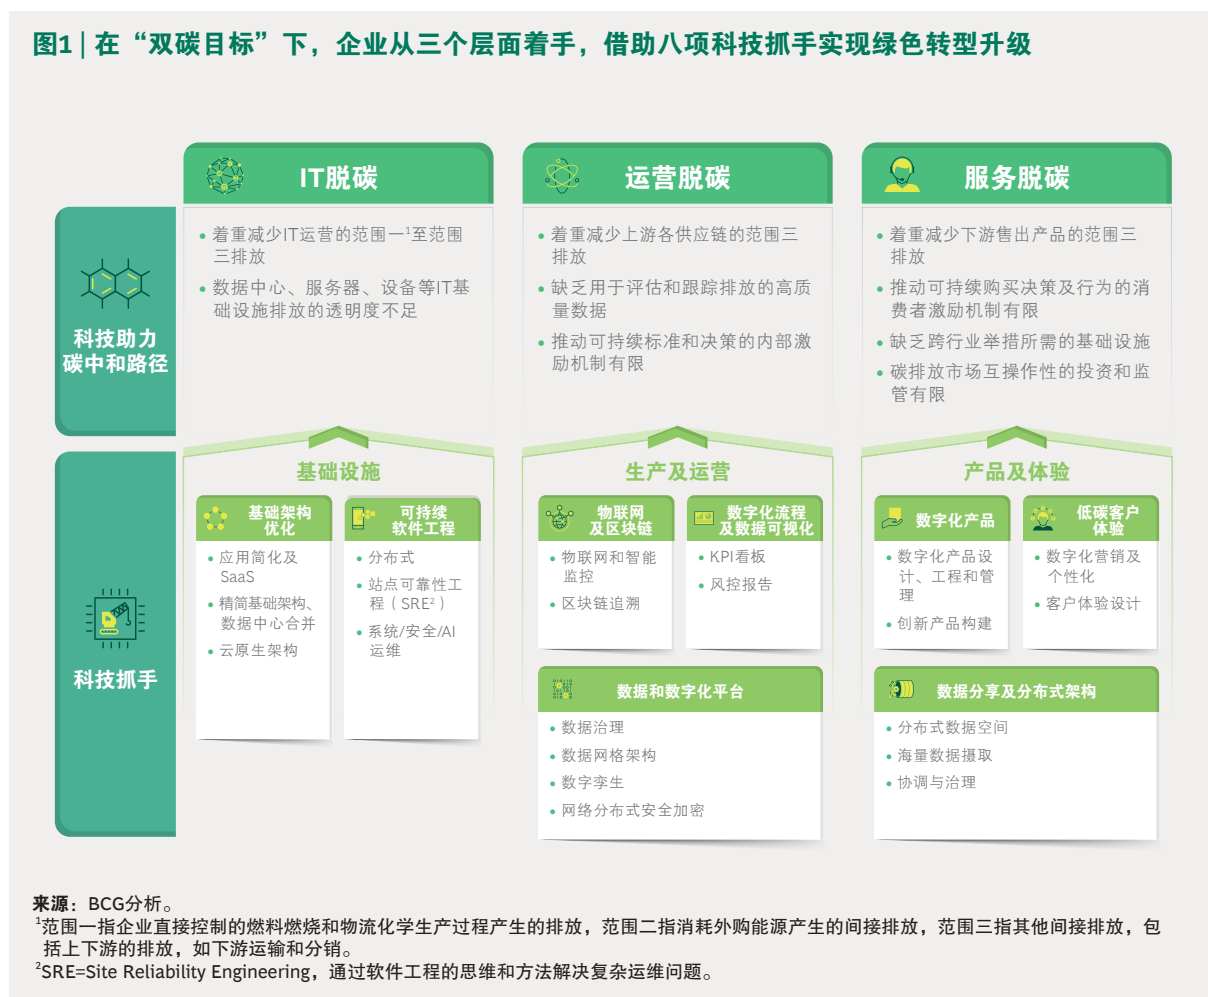 图1 | 在“双碳目标”下，企业从三个层面着手，借助八项科技抓手实现绿色转型升级
IT脱碳
运营脱碳
服务脱碳
科技助力
碳中和路径
• 着重减少IT运营的范围一¹至范围
三排放
• 数据中心、服务器、设备等IT基
础设施排放的透明度不足
• 着重减少上游各供应链的范围三
排放
• 缺乏用于评估和跟踪排放的高质
量数据
• 推动可持续标准和决策的内部激
励机制有限
• 着重减少下游售出产品的范围三
排放
• 推动可持续购买决策及行为的消
费者激励机制有限
• 缺乏跨行业举措所需的基础设施
• 碳排放市场互操作性的投资和监
管有限
科技抓手
基础设施
基础架构
优化
• 应用简化及
SaaS
• 精简基础架构、
数据中心合并
• 云原生架构
可持续
软件工程
• 分布式
• 站点可靠性工
程（SRE²）
• 系统/安全/AI
运维
生产及运营
物联网
及区块链
• 物联网和智能
监控
• 区块链追溯
数字化流程
及数据可视化
• KPI看板
• 风控报告
数据和数字化平台
• 数据治理
• 数据网格架构
• 数字孪生
• 网络分布式安全加密
产品及体验
数字化产品
• 数字化产品设
计、工程和管
理
• 创新产品构建
低碳客户
体验
• 数字化营销及
个性化
• 客户体验设计
数据分享及分布式架构
• 分布式数据空间
• 海量数据摄取
• 协调与治理
来源：BCG分析。
¹范围一指企业直接控制的燃料燃烧和物流化学生产过程产生的排放，范围二指消耗外购能源产生的间接排放，范围三指其他间接排放，包
括上下游的排放，如下游运输和分销。
²SRE=Site Reliability Engineering，通过软件工程的思维和方法解决复杂运维问题。